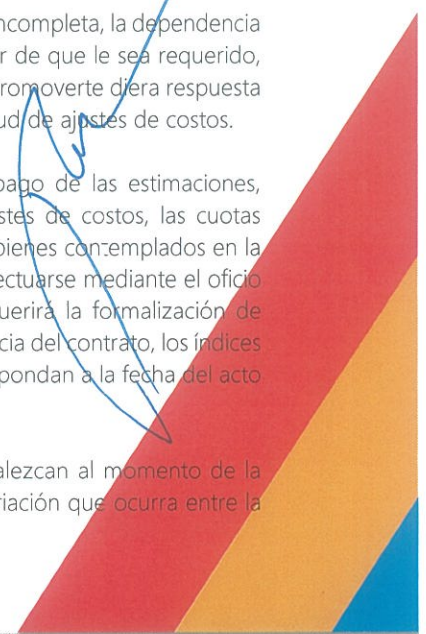 incompleta, la dependencia
r de que le sea requerido,
romoverte diera respuesta
ud de ajustes de costos.
pago de las estimaciones,
stes de costos, las cuotas
bienes contemplados en la
ectuarse mediante el oficio
uerirá la formalización de
cia del contrato, los índices
pondan a la fecha del acto
alezcan al momento de la
riación que ocurra entre la